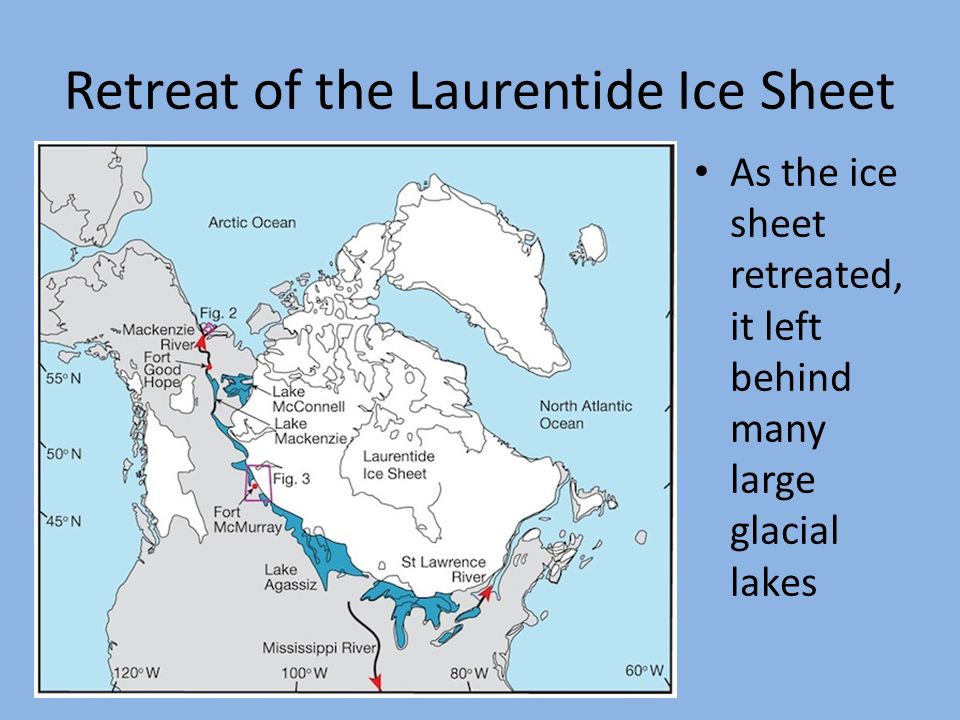 Retreat of the Laurentide Ice Sheet
Arctic Ocean
Fig. 2
Mackenzie
River
Fort
Good
Hope
55° N
Lake
McConnell
Lake
Mackenzie
North Atlantic
Ocean
50° N
Laurentide
Ice Sheet
Fig. 3
45° N
Fort
McMurray
Lake
Agassiz
St Lawrence
River
Mississippi River
120° W
100° W
80° W
60° W
• As the ice
sheet
retreated,
it left
behind
many
large
glacial
lakes